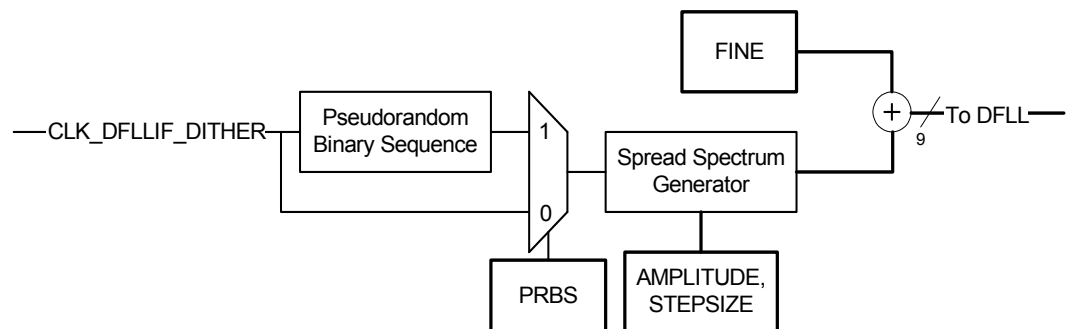 FINE
CLK_DFLLIF_DITHER
Pseudorandom
Binary Sequence
1
0
Spread Spectrum
Generator
+
9
To DFLL
PRBS
AMPLITUDE,
STEPSIZE